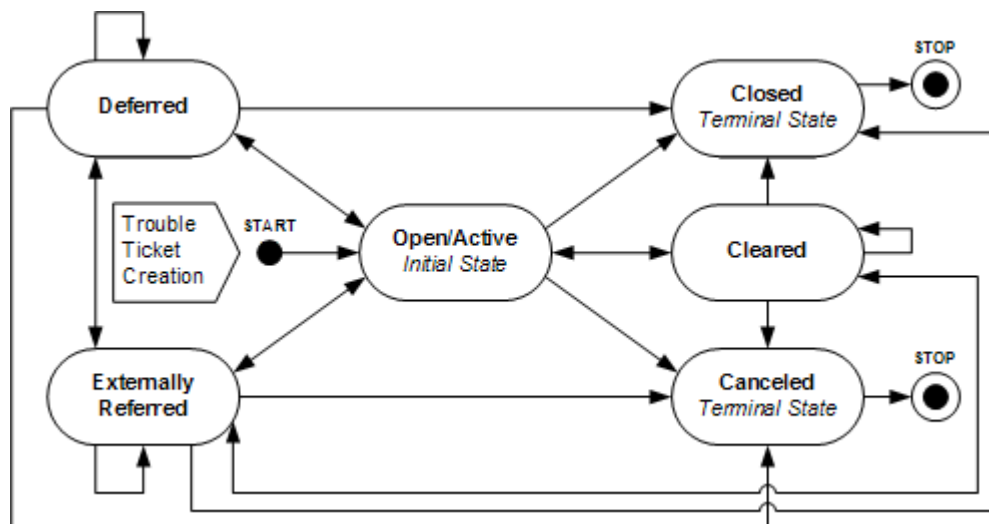 Deferred
STOP
Closed
Terminal State
Trouble
Ticket
Creation
START
Open/Active
Initial State
Cleared
Externally
Referred
Canceled
Terminal State
STOP